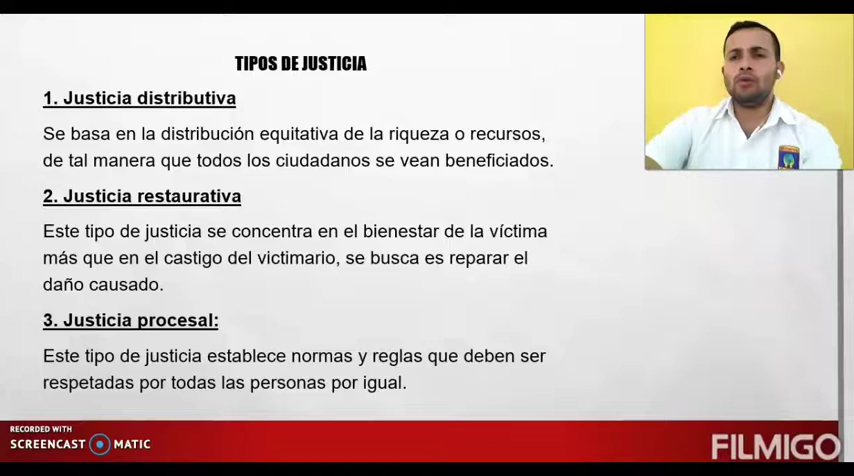 TIPOS DE JUSTICIA
1. Justicia distributiva
Se basa en la distribución equitativa de la riqueza o recursos,
de tal manera que todos los ciudadanos se vean beneficiados.
2. Justicia restaurativa
Este tipo de justicia se concentra en el bienestar de la víctima
más que en el castigo del victimario, se busca es reparar el
daño causado.
3. Justicia procesal:
Este tipo de justicia establece normas y reglas que deben ser
respetadas por todas las personas por igual.
RECORDED WITH
SCREENCAST MATIC
FILMIGO